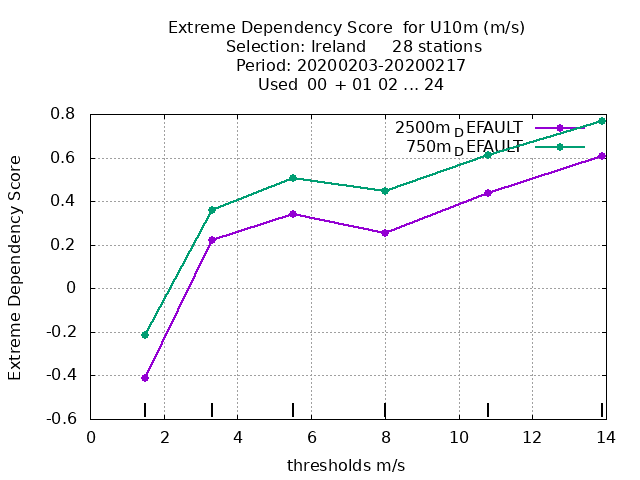 Extreme Dependency Score  for U10m (m/s)
Selection: Ireland     28 stations
Period: 20200203-20200217
Used  00 + 01 02 ... 24
2500m_DEFAULT
750m_DEFAULT
Extreme Dependency Score
0.8
0.6
0.4
0.2
0
-0.2
-0.4
-0.6
0 2 4 6 8 10 12 14
thresholds m/s